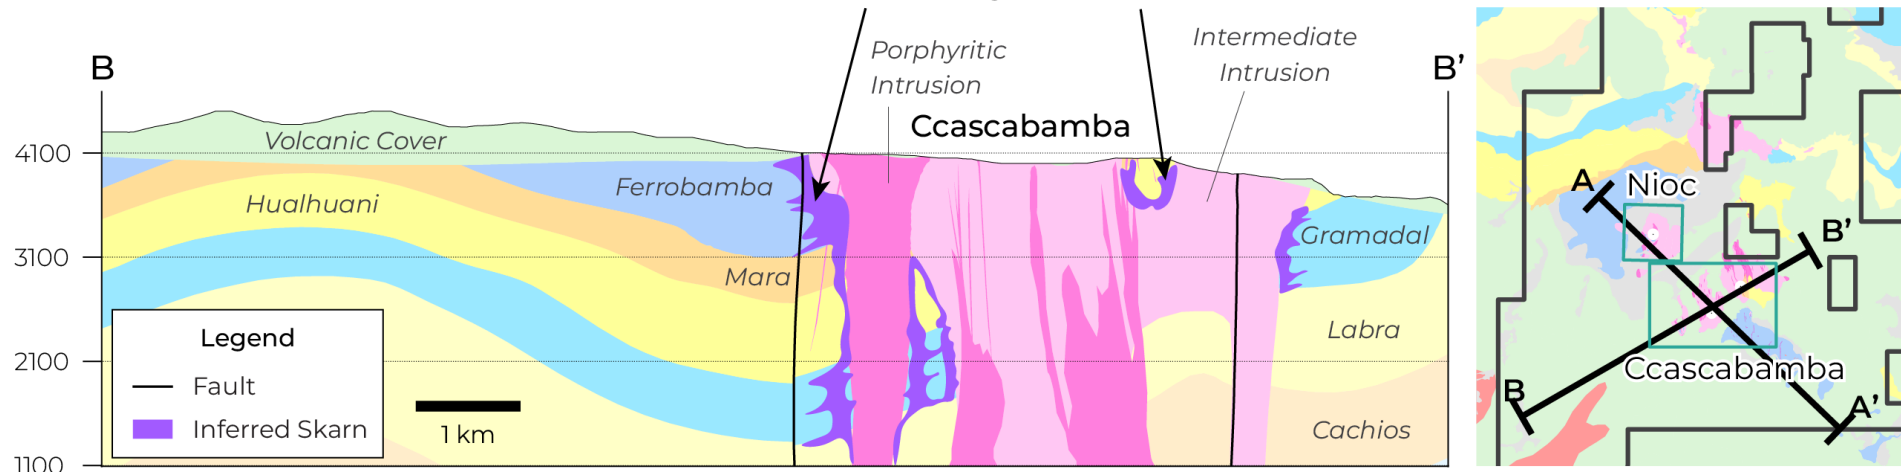 B
B’
Porphyritic
Intrusion
Intermediate
Intrusion
Ccascabamba
Volcanic Cover
4100
Ferrobamba
Hualhuani
Gramadal
3100
Mara
Labra
2100
Cachios
1100
Legend
Fault
Inferred Skarn
1 km
A
Nioc
B’
Ccascabamba
B
A’